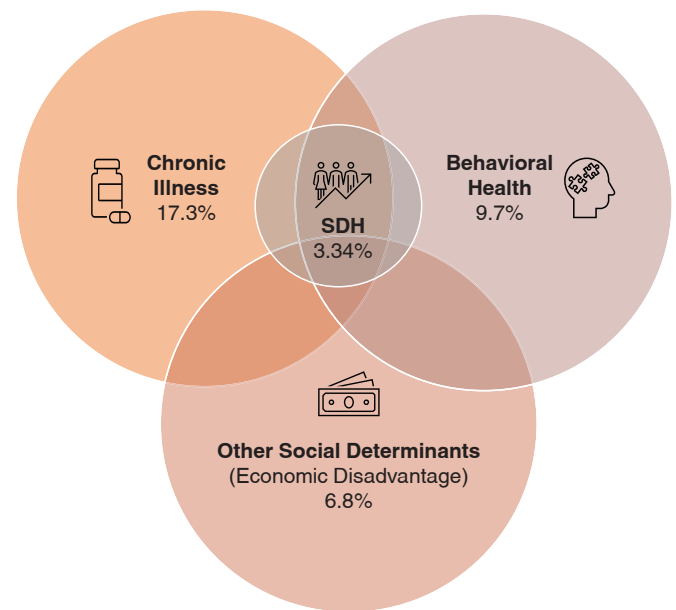 Chronic
Illness
17.3%
Behavioral
Health
9.7%
SDH
3.34%
Other Social Determinants
(Economic Disadvantage)
6.8%